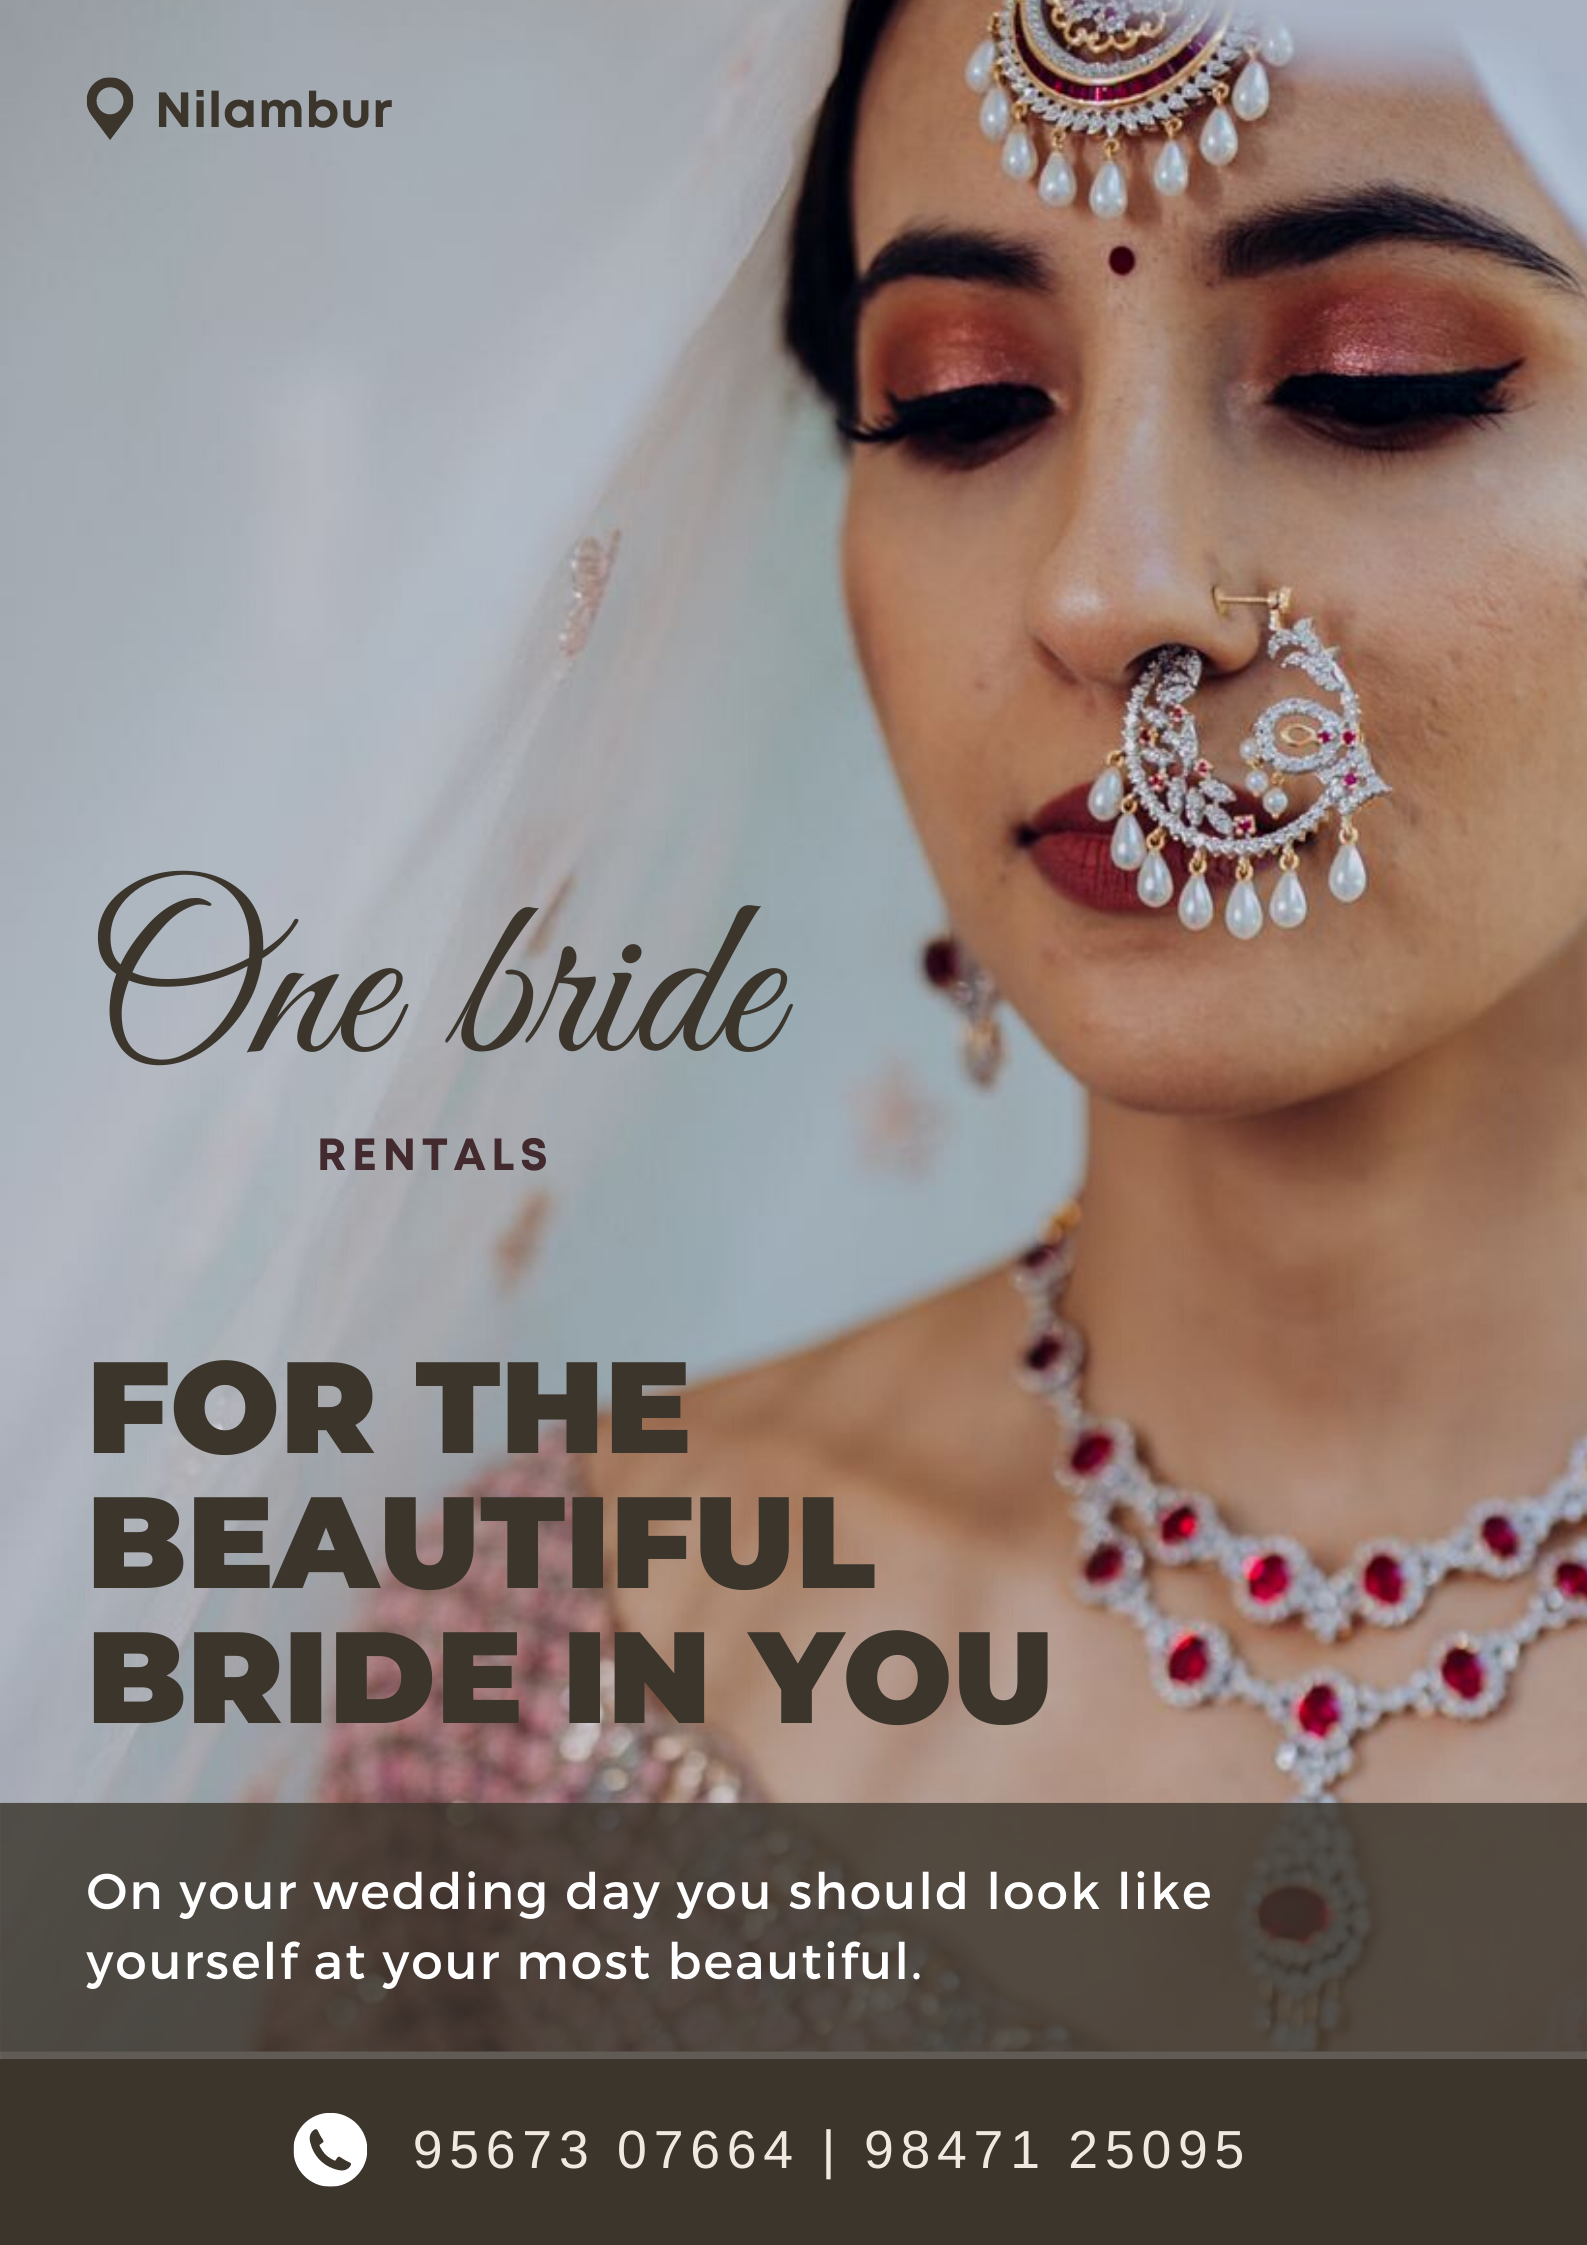 Nilambur
One bride
RENTALS
FOR THE
BEAUTIFUL
BRIDE IN YOU
On your wedding day you should look like
yourself at your most beautiful.
95673 07664 | 98471 25095